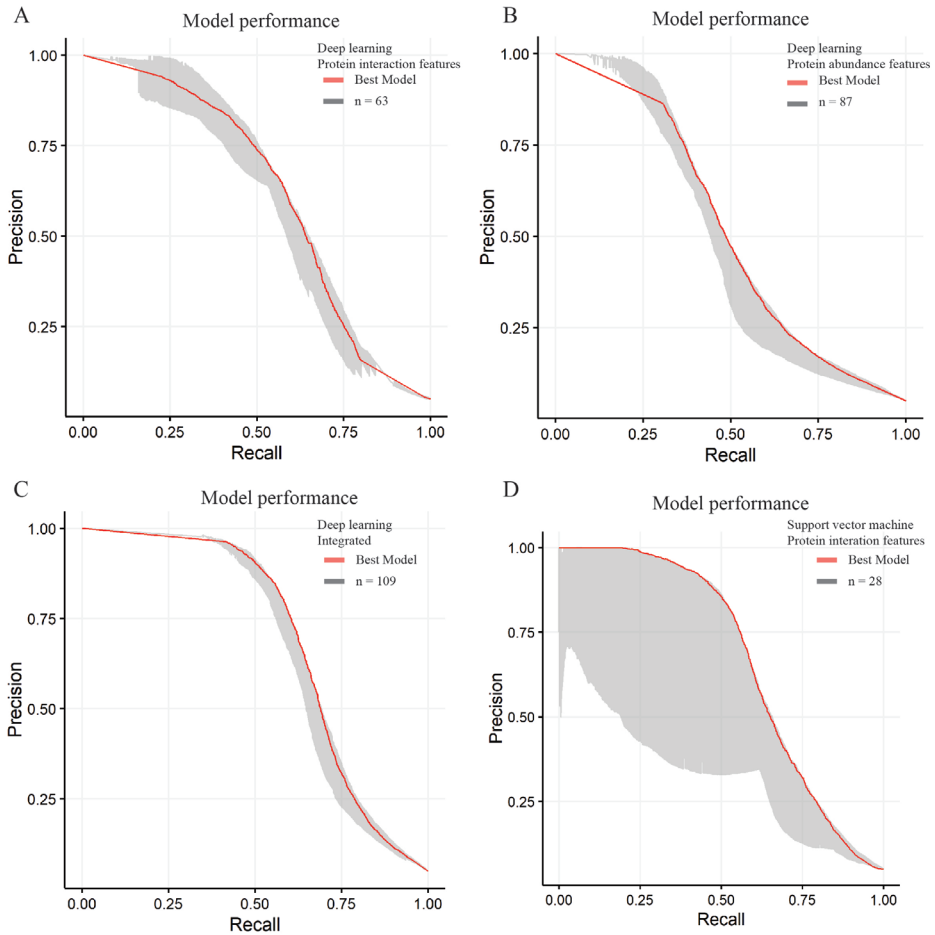 A
Model performance
Deep learning
Protein interaction features
Best Model
n = 63
1.00
0.75
0.50
0.25
Precision
0.00 0.25 0.50 0.75 1.00
Recall
B
Model performance
Deep learning
Protein abundance features
Best Model
n = 87
1.00
0.75
0.50
0.25
Precision
0.00 0.25 0.50 0.75 1.00
Recall
C
Model performance
Deep learning
Integrated
Best Model
n = 109
1.00
0.75
0.50
0.25
Precision
0.00 0.25 0.50 0.75 1.00
Recall
D
Model performance
Support vector machine
Protein interation features
Best Model
n = 28
1.00
0.75
0.50
0.25
Precision
0.00 0.25 0.50 0.75 1.00
Recall